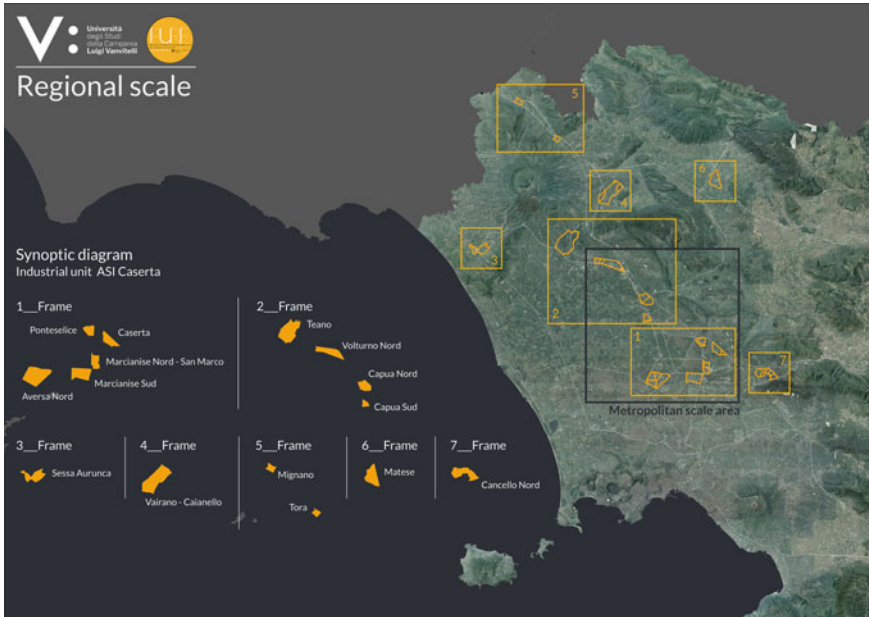 V:
Università
degli Studi
della Campania
Luigi Vanvitelli
Regional scale
Synoptic diagram
Industrial unit ASI Caserta
1__Frame
Ponteselice
Caserta
Marcianise Nord - San Marco
Marcianise Sud
Aversa Nord
2__Frame
Teano
Volturno Nord
Capua Nord
Capua Sud
3__Frame
Sessa Aurunca
4__Frame
Vairano - Caianello
5__Frame
Mignano
Tora
6__Frame
Matese
7__Frame
Cancello Nord
5
6
4
3
2
1
7
Metropolitan scale area